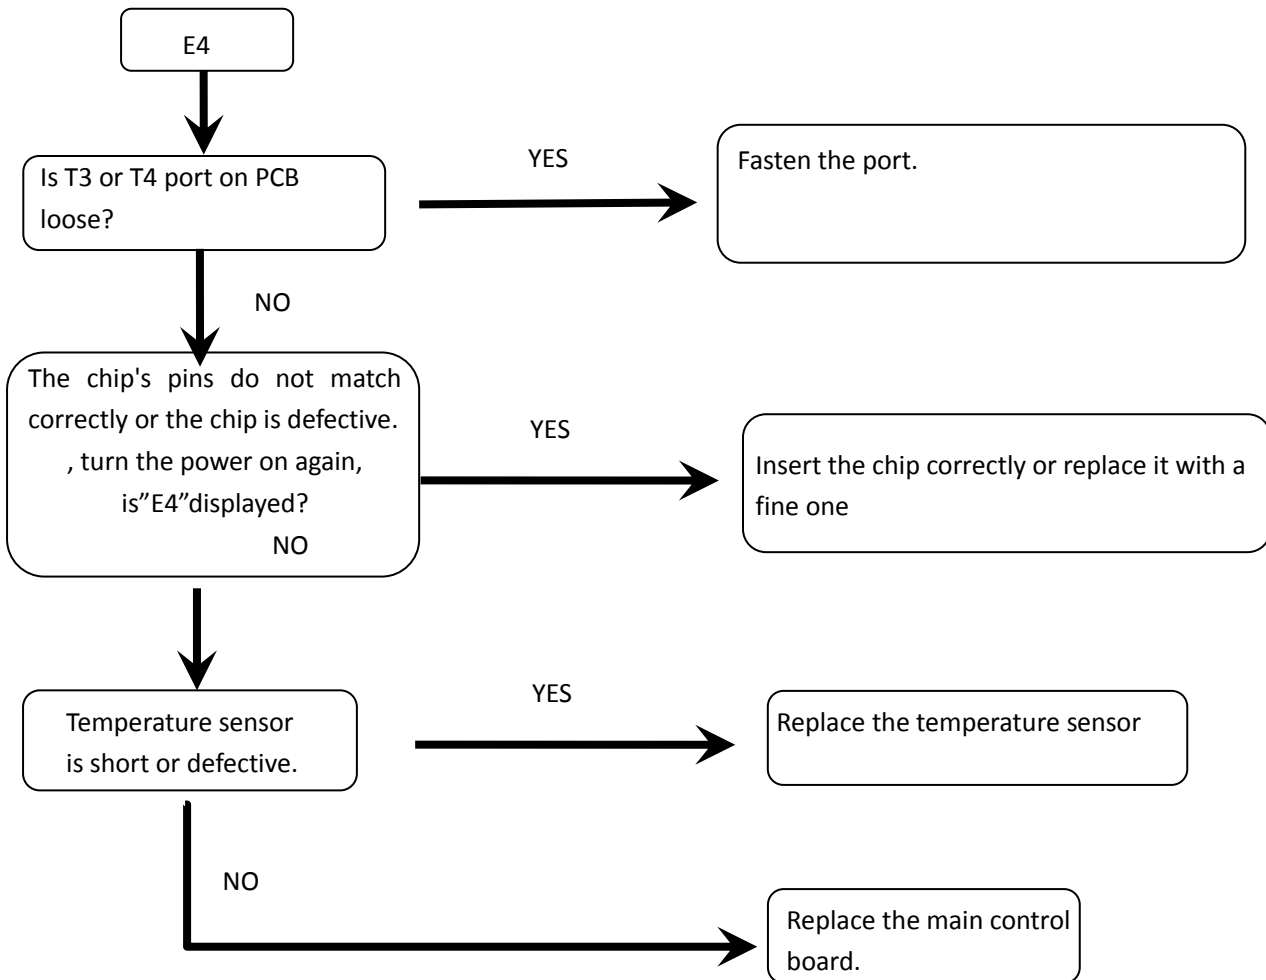 E4
Is T3 or T4 port on PCB
loose?
YES
Fasten the port.
NO
The chip's pins do not match
correctly or the chip is defective.
, turn the power on again,
is”E4”displayed?
NO
YES
Insert the chip correctly or replace it with a
fine one
Temperature sensor
is short or defective.
YES
Replace the temperature sensor
NO
Replace the main control
board.